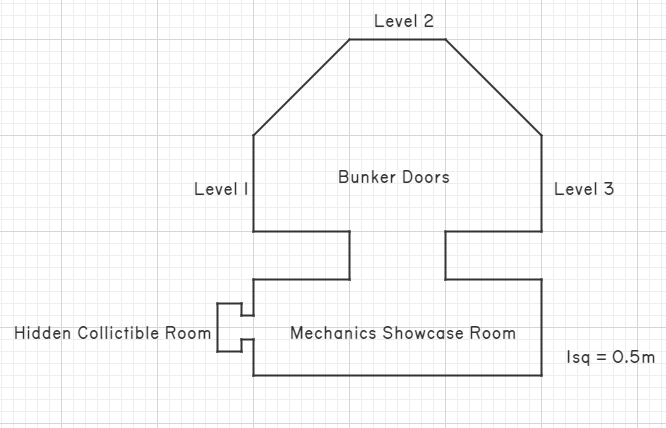 Level 2
Bunker Doors
Level 1
Level 3
Hidden Collictible Room
Mechanics Showcase Room
1sq = 0.5m